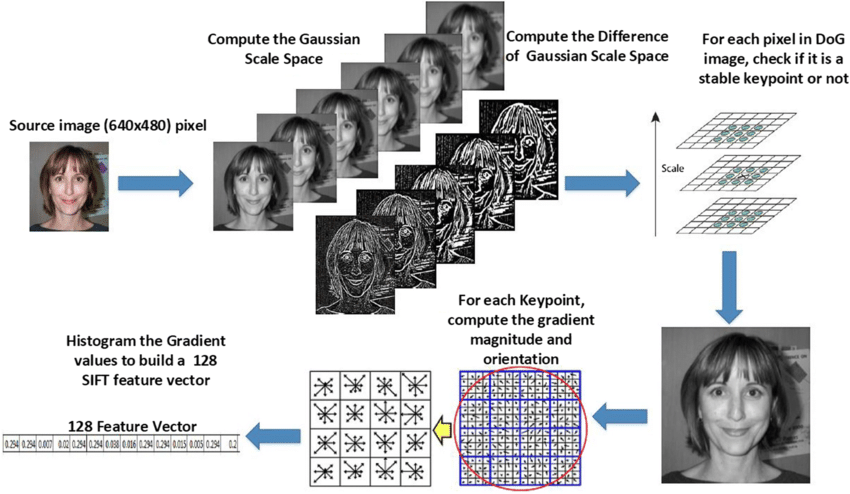 Compute the Gaussian
Scale Space
Compute the Difference
of Gaussian Scale Space
For each pixel in DoG
image, check if it is a
stable keypoint or not
Source image (640x480) pixel
Scale
For each Keypoint,
compute the gradient
magnitude and
orientation
Histogram the Gradient
values to build a 128
SIFT feature vector
128 Feature Vector
0.294 0.294 0.007 0.02 0.294 0.294 0.038 0.016 0.294 0.294 0.015 0.005 0.294 0.2